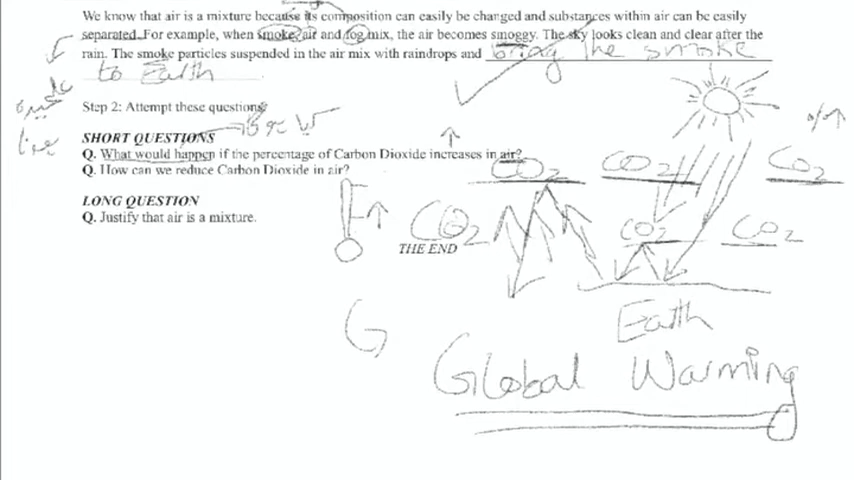 We know that air is a mixture because its composition can easily be changed and substances within air can be easily
separated. For example, when smoke, air and fog mix, the air becomes smoggy. The sky looks clean and clear after the
rain. The smoke particles suspended in the air mix with raindrops and bring the smoke
to Earth
Step 2: Attempt these questions:
SHORT QUESTIONS
Q. What would happen if the percentage of Carbon Dioxide increases in air?
Q. How can we reduce Carbon Dioxide in air?
LONG QUESTION
Q. Justify that air is a mixture.
THE END
CO2 CO2 CO2
CO2 CO2 CO2
Earth
G
Global Warming